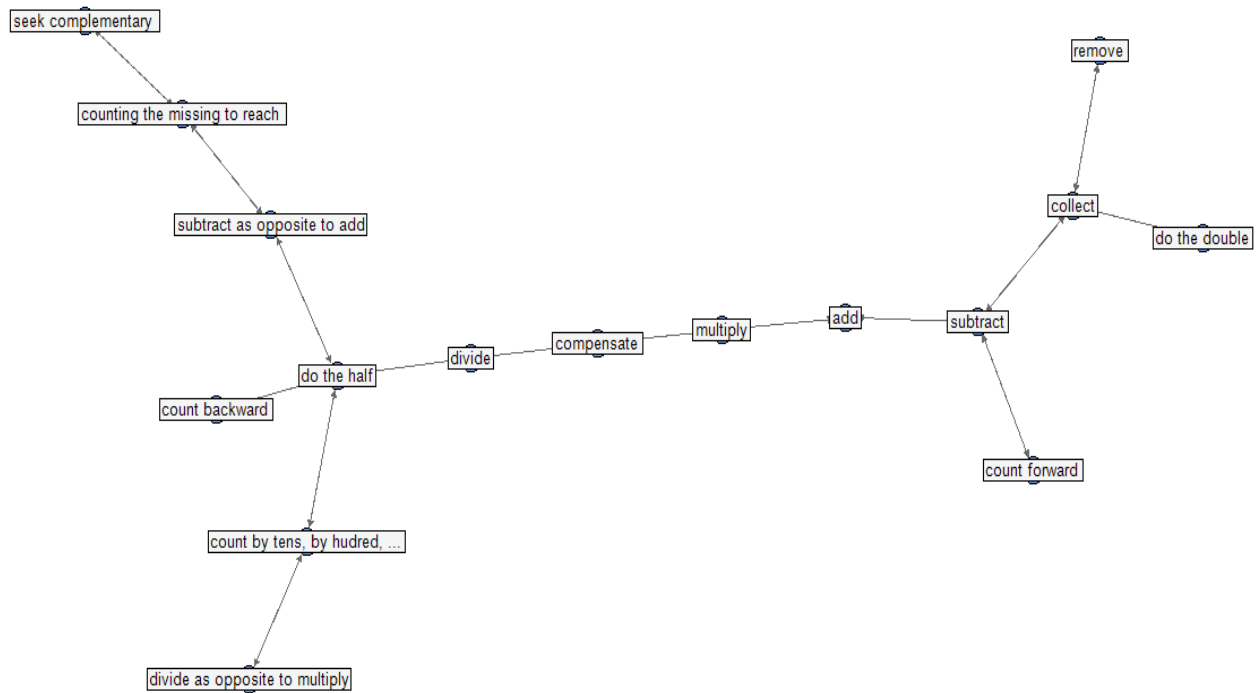 seek complementary
remove
counting the missing to reach
collect
subtract as opposite to add
do the double
add
subtract
multiply
compensate
divide
do the half
count backward
count forward
count by tens, by hudred, ...
divide as opposite to multiply